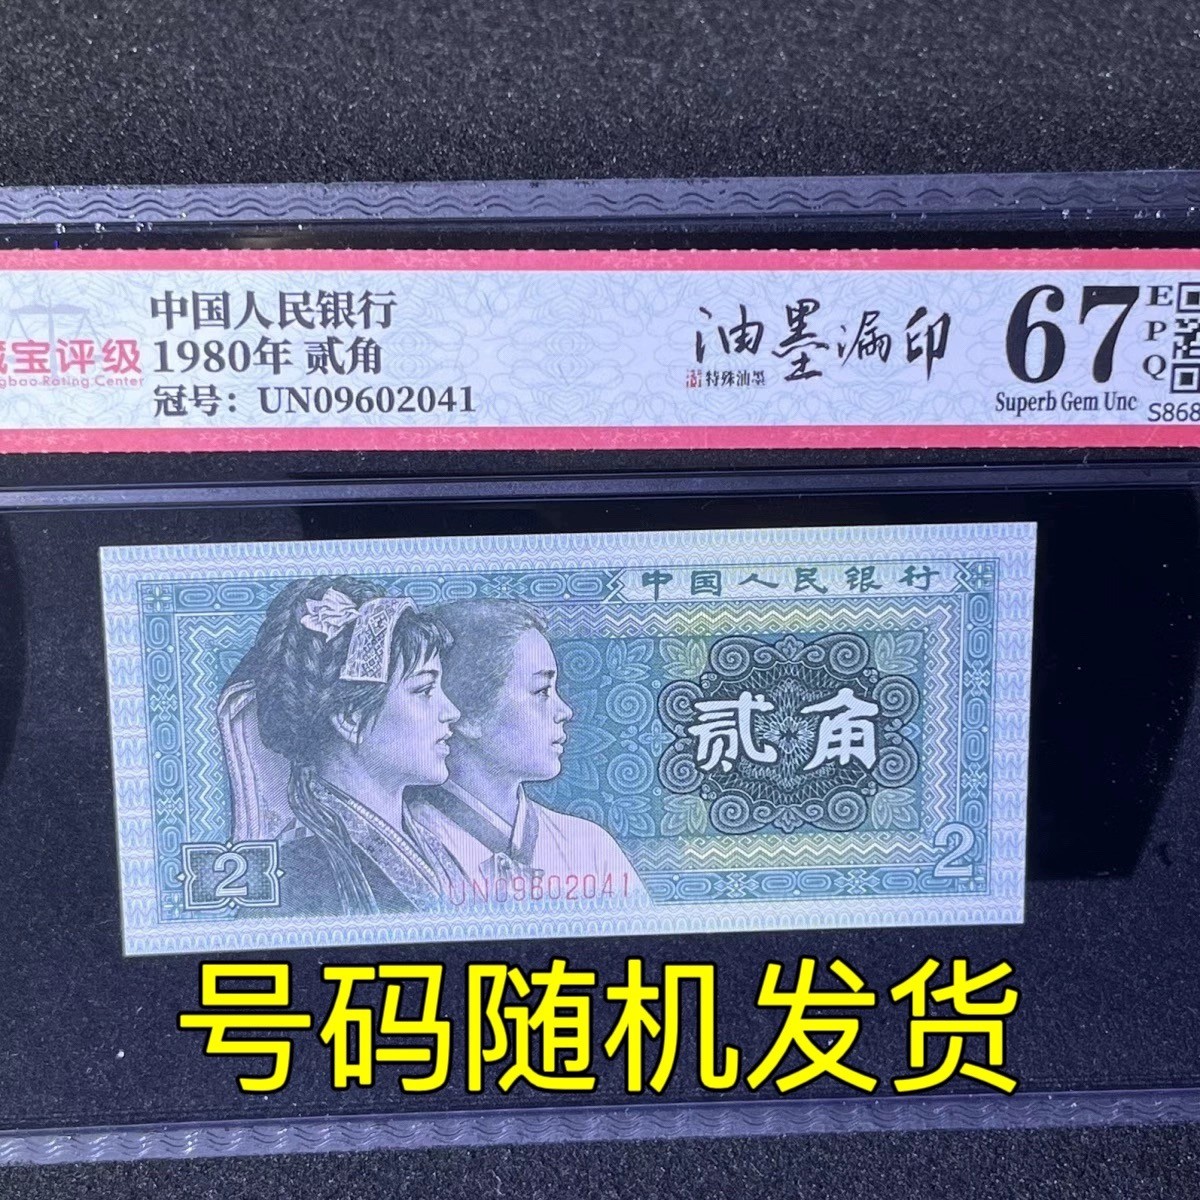 中国人民银行
宝评级
1980年 贰角
gbao Rating Center
冠号：UN09602041
油墨漏印
特殊油墨
67
EPQ
Superb Gem Unc
S868
中国人民银行
贰角
2
2
UN09602041
号码随机发货